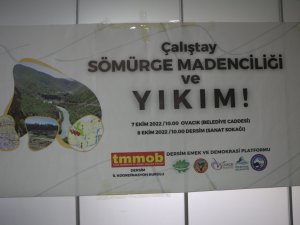 Çalıştay
SÖMÜRGE MADENCİLİĞİ
ve
YIKIM!
7 EKİM 2022 /10.00 OVACIK (BELEDİYE CADDESİ)
8 EKİM 2022 /10.00 DERSİM (SANAT SOKAĞI)
tmmob
DERSİM EMEK VE DEMOKRASİ PLATFORMU
DERSİM
İL KOORDİNASYON KURULU